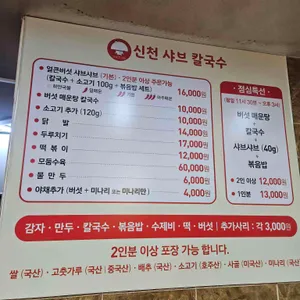 신천 샤브 칼국수
얼큰버섯 샤브샤브 (기본) · 2인분 이상 주문가능
(칼국수 + 소고기 100g + 볶음밥 세트) 16,000원
버섯 매운탕 칼국수 10,000원
소고기 추가 (120g) 10,000원
닭 발 14,000원
두루치기 17,000원
떡 볶 이 12,000원
모듬수육 60,000원
물 만 두 6,000원
야채추가 (버섯 + 미나리 또는 미나리만) 4,000원
점심특선
버섯 매운탕
+
칼국수
+
샤브샤브 (40g)
+
볶음밥
• 2인 이상 12,000원
• 1인분 13,000원
감자 · 만두 · 칼국수 · 볶음밥 · 수제비 · 떡 · 버섯 | 추가사리 : 각 3,000원
2인분 이상 포장 가능 합니다.
쌀 (국산) · 고춧가루 (국산 중국산) · 배추 (국산) · 소고기 (호주산) · 사골 (미국산) 미나리 (국산)